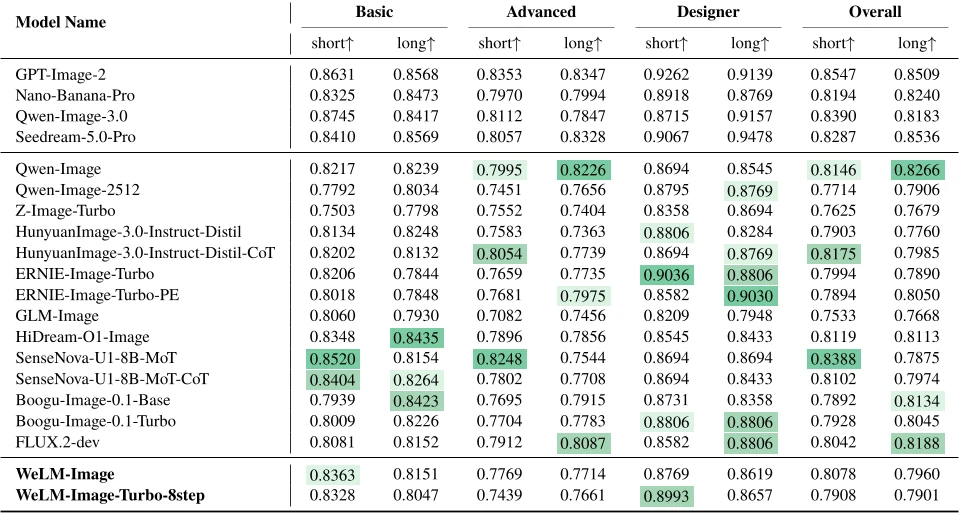 Model Name Basic Advanced Designer Overall
short↑ long↑ short↑ long↑ short↑ long↑ short↑ long↑
GPT-Image-2 0.8631 0.8568 0.8353 0.8347 0.9262 0.9139 0.8547 0.8509
Nano-Banana-Pro 0.8325 0.8473 0.7970 0.7994 0.8918 0.8769 0.8194 0.8240
Qwen-Image-3.0 0.8745 0.8417 0.8112 0.7847 0.8715 0.9157 0.8390 0.8183
Seedream-5.0-Pro 0.8410 0.8569 0.8057 0.8328 0.9067 0.9478 0.8287 0.8536
Qwen-Image 0.8217 0.8239 0.7995 0.8226 0.8694 0.8545 0.8146 0.8266
Qwen-Image-2512 0.7792 0.8034 0.7451 0.7656 0.8795 0.8769 0.7714 0.7906
Z-Image-Turbo 0.7503 0.7798 0.7552 0.7404 0.8358 0.8694 0.7625 0.7679
HunyuanImage-3.0-Instruct-Distil 0.8134 0.8248 0.7583 0.7363 0.8806 0.8284 0.7903 0.7760
HunyuanImage-3.0-Instruct-Distil-CoT 0.8202 0.8132 0.8054 0.7739 0.8694 0.8769 0.8175 0.7985
ERNIE-Image-Turbo 0.8206 0.7844 0.7659 0.7735 0.9036 0.8806 0.7994 0.7890
ERNIE-Image-Turbo-PE 0.8018 0.7848 0.7681 0.7975 0.8582 0.9030 0.7894 0.8050
GLM-Image 0.8060 0.7930 0.7082 0.7456 0.8209 0.7948 0.7533 0.7668
HiDream-O1-Image 0.8348 0.8435 0.7896 0.7856 0.8545 0.8433 0.8119 0.8113
SenseNova-U1-8B-MoT 0.8520 0.8154 0.8248 0.7544 0.8694 0.8694 0.8388 0.7875
SenseNova-U1-8B-MoT-CoT 0.8404 0.8264 0.7802 0.7708 0.8694 0.8433 0.8102 0.7974
Boogu-Image-0.1-Base 0.7939 0.8423 0.7695 0.7915 0.8731 0.8358 0.7892 0.8134
Boogu-Image-0.1-Turbo 0.8009 0.8226 0.7704 0.7783 0.8806 0.8806 0.7928 0.8045
FLUX.2-dev 0.8081 0.8152 0.7912 0.8087 0.8582 0.8806 0.8042 0.8188
WeLM-Image 0.8363 0.8151 0.7769 0.7714 0.8769 0.8619 0.8078 0.7960
WeLM-Image-Turbo-8step 0.8328 0.8047 0.7439 0.7661 0.8993 0.8657 0.7908 0.7901